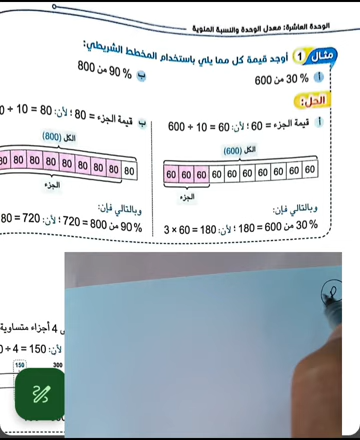 الوحدة العاشرة: معدل الوحدة والنسبة المئوية
مثال 1 أوجد قيمة كل مما يلي باستخدام المخطط الشريطي:
أ 30 % من 600
ب 90 % من 800
الحل:
أ قيمة الجزء = 60 ؛ لأن: 60 = 10 ÷ 600
الكل (600)
60 60 60 60 60 60 60 60 60 60
الجزء
وبالتالي فإن:
30 % من 600 = 180 ؛ لأن: 180 = 60 × 3
ب قيمة الجزء = 80 ؛ لأن: 80 = 10 ÷
الكل (800)
80 80 80 80 80 80 80 80 80
الجزء
وبالتالي فإن:
90 % من 800 = 720 ؛ لأن: 720 = 80
4 أجزاء متساوية
لأن: 150 = 4 ÷
150 300